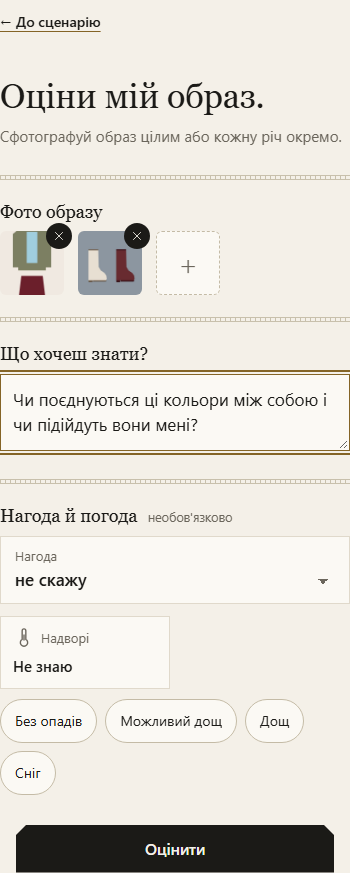 ← До сценарію
Оціни мій образ.
Сфотографуй образ цілим або кожну річ окремо.
Фото образу
Що хочеш знати?
Чи поєднуються ці кольори між собою і
чи підійдуть вони мені?
Нагода й погода необов'язково
Нагода
не скажу
Надворі
Не знаю
Без опадів Можливий дощ Дощ
Сніг
Оцінити